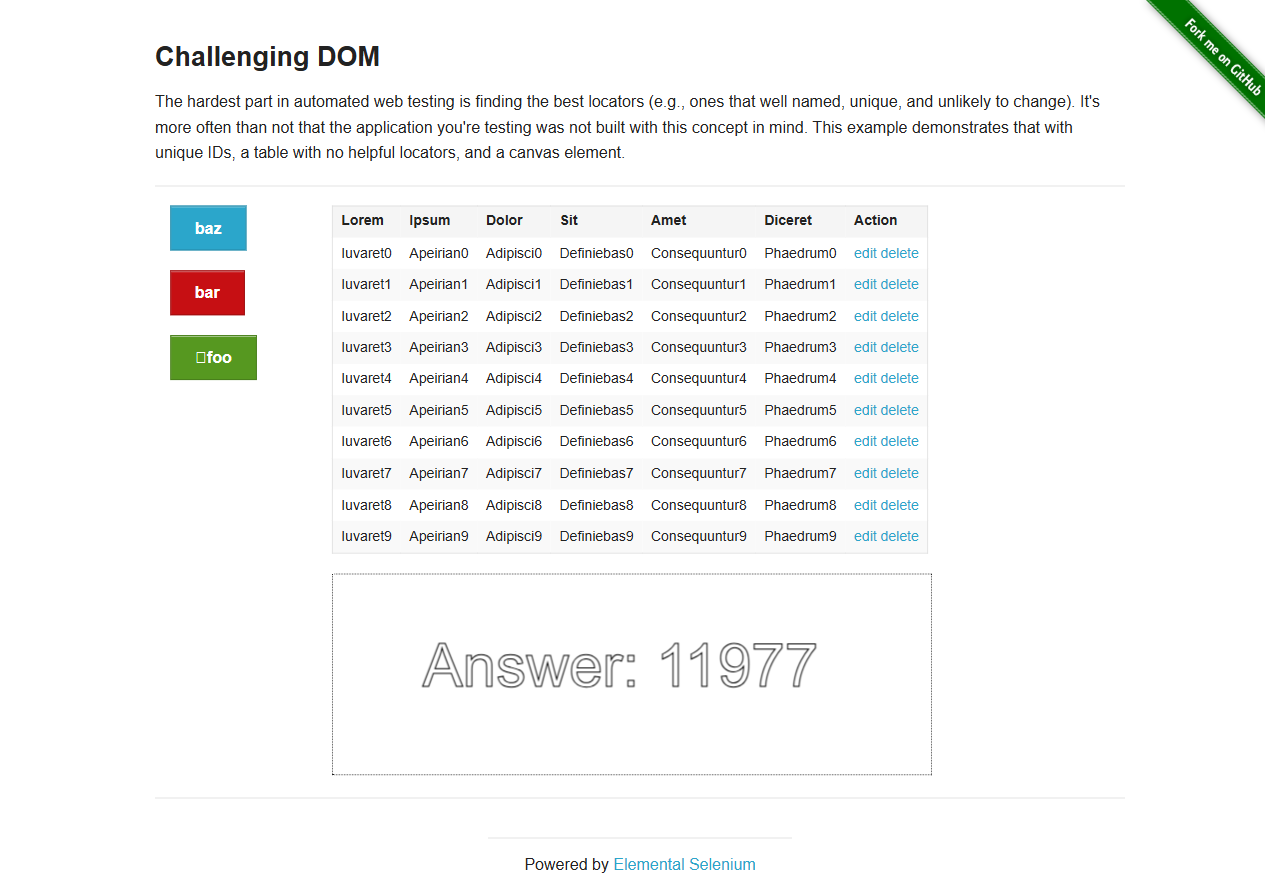 Fork me on GitHub
Challenging DOM
The hardest part in automated web testing is finding the best locators (e.g., ones that well named, unique, and unlikely to change). It's
more often than not that the application you're testing was not built with this concept in mind. This example demonstrates that with
unique IDs, a table with no helpful locators, and a canvas element.
baz
bar
foo
Lorem Ipsum Dolor Sit Amet Diceret Action
Iuvaret0 Apeirian0 Adipisci0 Definiebas0 Consequuntur0 Phaedrum0 edit delete
Iuvaret1 Apeirian1 Adipisci1 Definiebas1 Consequuntur1 Phaedrum1 edit delete
Iuvaret2 Apeirian2 Adipisci2 Definiebas2 Consequuntur2 Phaedrum2 edit delete
Iuvaret3 Apeirian3 Adipisci3 Definiebas3 Consequuntur3 Phaedrum3 edit delete
Iuvaret4 Apeirian4 Adipisci4 Definiebas4 Consequuntur4 Phaedrum4 edit delete
Iuvaret5 Apeirian5 Adipisci5 Definiebas5 Consequuntur5 Phaedrum5 edit delete
Iuvaret6 Apeirian6 Adipisci6 Definiebas6 Consequuntur6 Phaedrum6 edit delete
Iuvaret7 Apeirian7 Adipisci7 Definiebas7 Consequuntur7 Phaedrum7 edit delete
Iuvaret8 Apeirian8 Adipisci8 Definiebas8 Consequuntur8 Phaedrum8 edit delete
Iuvaret9 Apeirian9 Adipisci9 Definiebas9 Consequuntur9 Phaedrum9 edit delete
Answer: 11977
Powered by Elemental Selenium